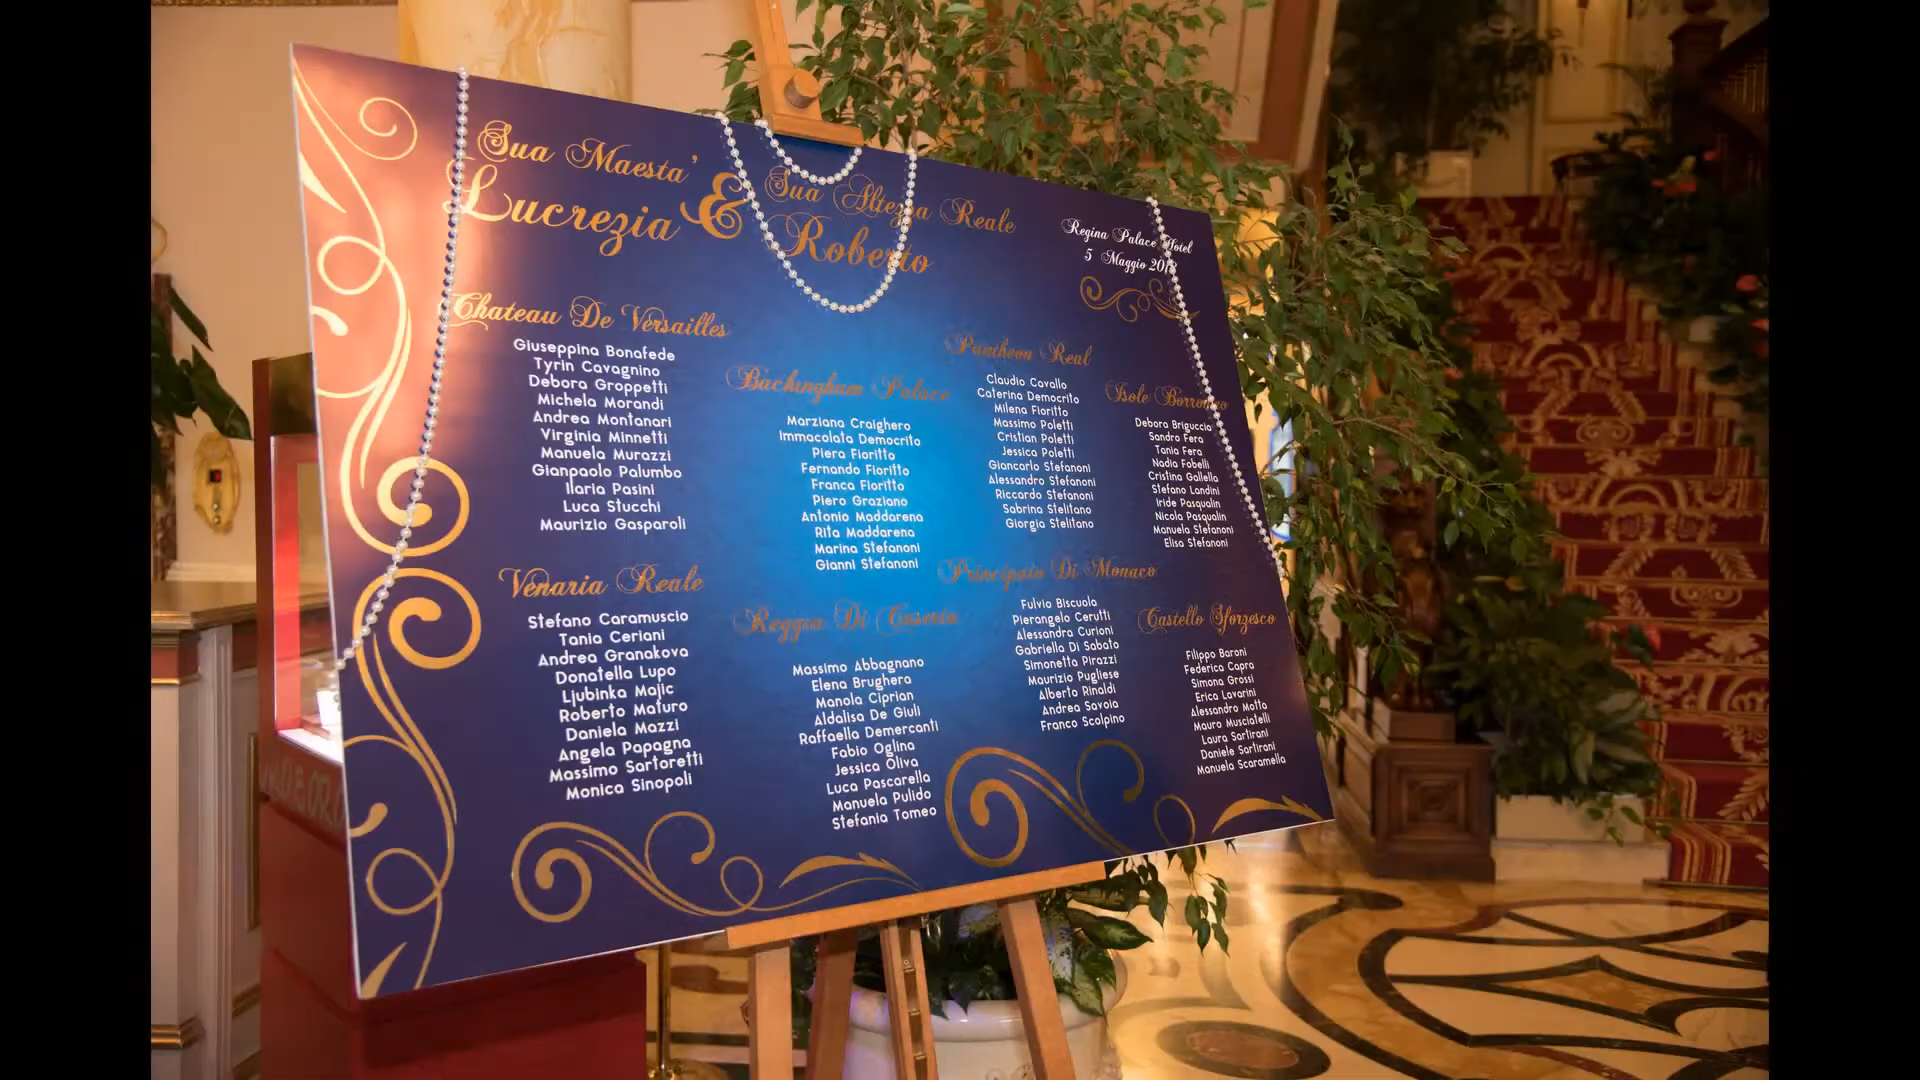 Sua Maesta'
Lucrezia
&
Sua Altezza Reale
Roberto
Regina Palace Hotel
5 Maggio
Chateau De Versailles
Giuseppina Bonafede
Tyrin Cavagnino
Debora Groppetti
Michela Morandi
Andrea Montanari
Virginia Minnetti
Manuela Murazzi
Gianpaolo Palumbo
Ilaria Pasini
Luca Stucchi
Maurizio Gasparoli
Buchingham Palace
Marziana Craighero
Immacolata Democrito
Piera Fioritto
Fernando Fioritto
Franca Fioritto
Piero Graziano
Antonio Maddarena
Rita Maddarena
Marina Stefanoni
Gianni Stefanoni
Pantheon Real
Claudio Cavallo
Caterina Democrito
Milena Fioritto
Massimo Poletti
Cristian Poletti
Jessica Poletti
Giancarlo Stefanoni
Alessandro Stefanoni
Riccardo Stefanoni
Sabrina Stelitano
Giorgia Stelitano
Isole Borromeo
Debora Briguccia
Sandro Fera
Tania Fera
Nadia Fobelli
Cristina Gallella
Stefano Landini
Iride Pasqualin
Nicola Pasqualin
Manuela Stefanoni
Elisa Stefanoni
Venaria Reale
Stefano Caramuscio
Tania Ceriani
Andrea Granakova
Donatella Lupo
Ljubinka Majic
Roberto Maturo
Daniela Mazzi
Angela Papagna
Massimo Sartoretti
Monica Sinopoli
Reggia Di Caserta
Massimo Abbagnano
Elena Brughera
Manola Ciprian
Aldalisa De Giuli
Raffaella Demercanti
Fabio Oglina
Jessica Oliva
Luca Pascarella
Manuela Pulido
Stefania Tomeo
Principato Di Monaco
Fulvio Biscuola
Pierangelo Cerutti
Alessandra Curioni
Gabriella Di Sabato
Simonetta Pirazzi
Maurizio Pugliese
Alberto Rinaldi
Andrea Savoia
Franco Scolpino
Castello Sforzesco
Filippo Baroni
Federica Capra
Simona Grossi
Erica Lavarini
Alessandro Motta
Mauro Musciatelli
Laura Sartirani
Daniele Sartirani
Manuela Scaramella